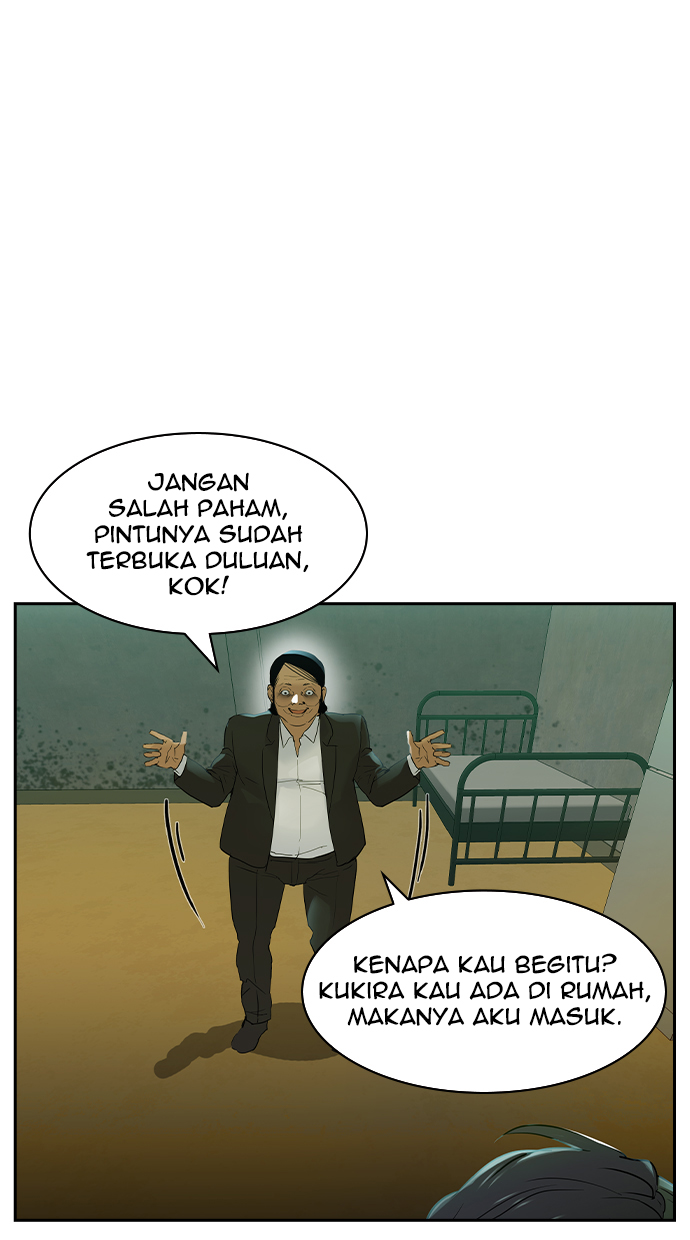 JANGAN
SALAH PAHAM,
PINTUNYA SUDAH
TERBUKA DULUAN,
KOK!
KENAPA KAU BEGITU?
KUKIRA KAU ADA DI RUMAH,
MAKANYA AKU MASUK.